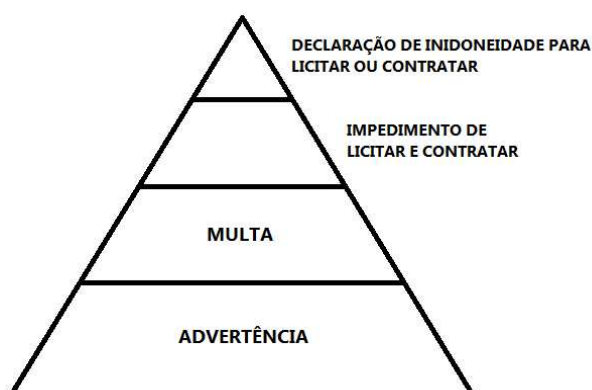 DECLARAÇÃO DE INIDONEIDADE PARA
LICITAR OU CONTRATAR
IMPEDIMENTO DE
LICITAR E CONTRATAR
MULTA
ADVERTÊNCIA